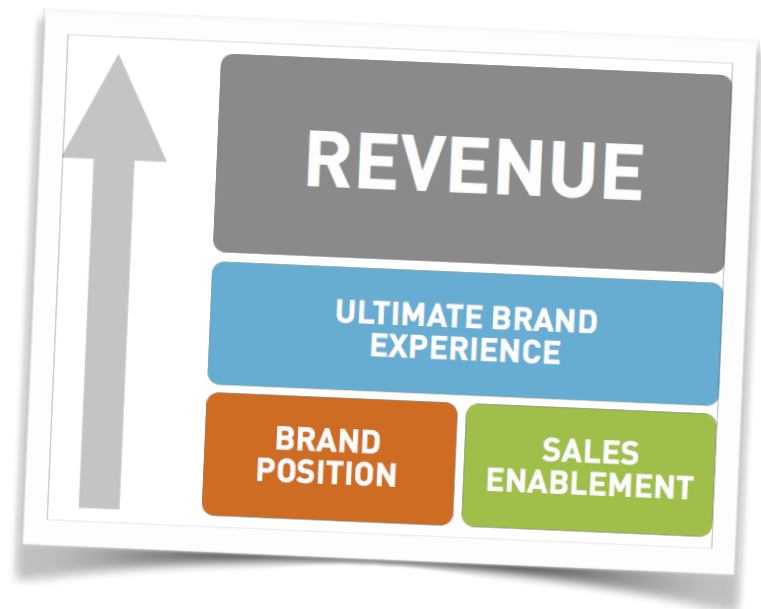 REVENUE
ULTIMATE BRAND
EXPERIENCE
BRAND
POSITION
SALES
ENABLEMENT